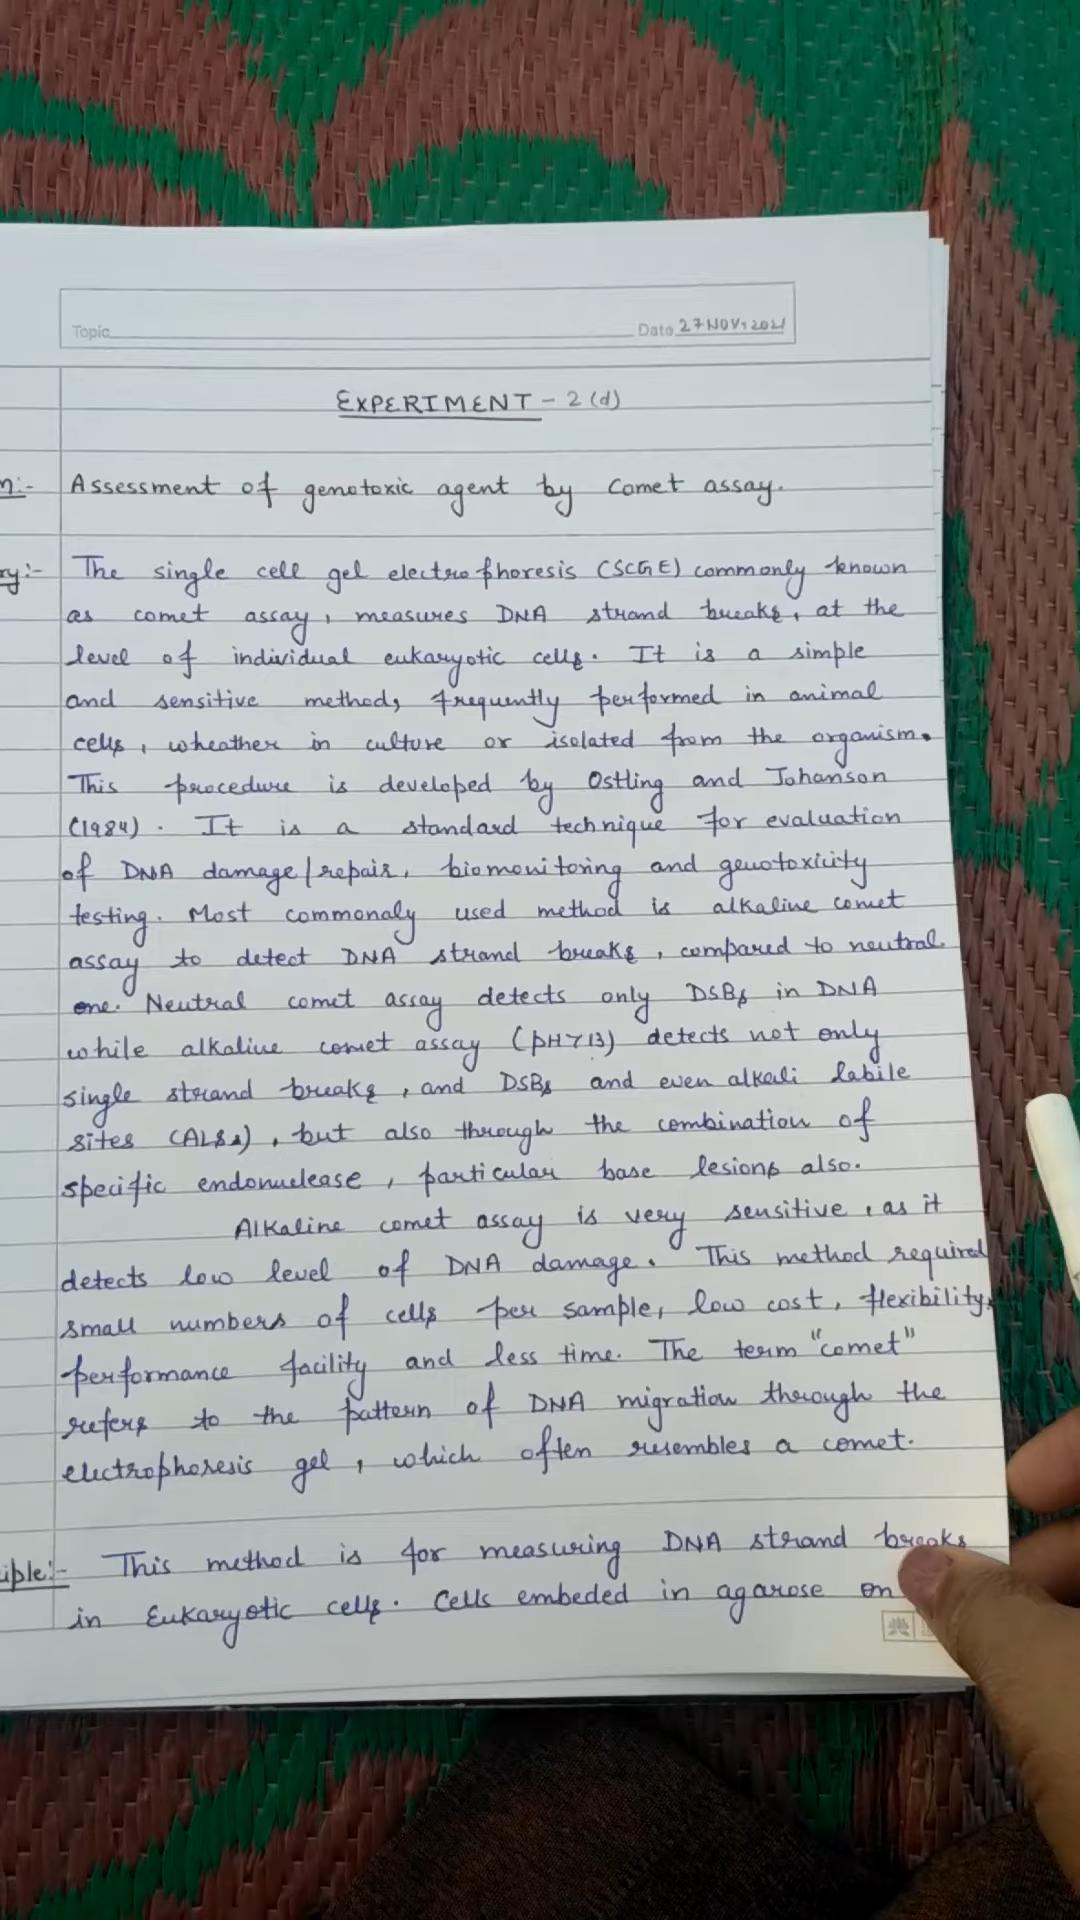 Topic
Date 27 NOV, 2021
EXPERIMENT - 2(d)
Assessment of genotoxic agent by comet assay.
The single cell gel electrophoresis (SCGE) commonly known
as comet assay, measures DNA strand breaks, at the
level of individual eukaryotic cells. It is a simple
and sensitive method, frequently performed in animal
cells, wheather in culture or isolated from the organism.
This procedure is developed by Ostling and Johanson
(1984). It is a standard technique for evaluation
of DNA damage/repair, biomonitoring and genotoxicity
testing. Most commonaly used method is alkaline comet
assay to detect DNA strand breaks, compared to neutral
one. Neutral comet assay detects only DSBs in DNA
while alkaline comet assay (pH>13) detects not only
single strand breaks, and DSBs and even alkali labile
sites (ALSs), but also through the combination of
specific endonuclease, particular base lesions also.
Alkaline comet assay is very sensitive, as it
detects low level of DNA damage. This method required
small numbers of cells per sample, low cost, flexibility,
performance facility and less time. The term "comet"
refers to the pattern of DNA migration through the
electrophoresis gel, which often resembles a comet.
iple:- This method is for measuring DNA strand breaks
in Eukaryotic cells. Cells embeded in agarose on